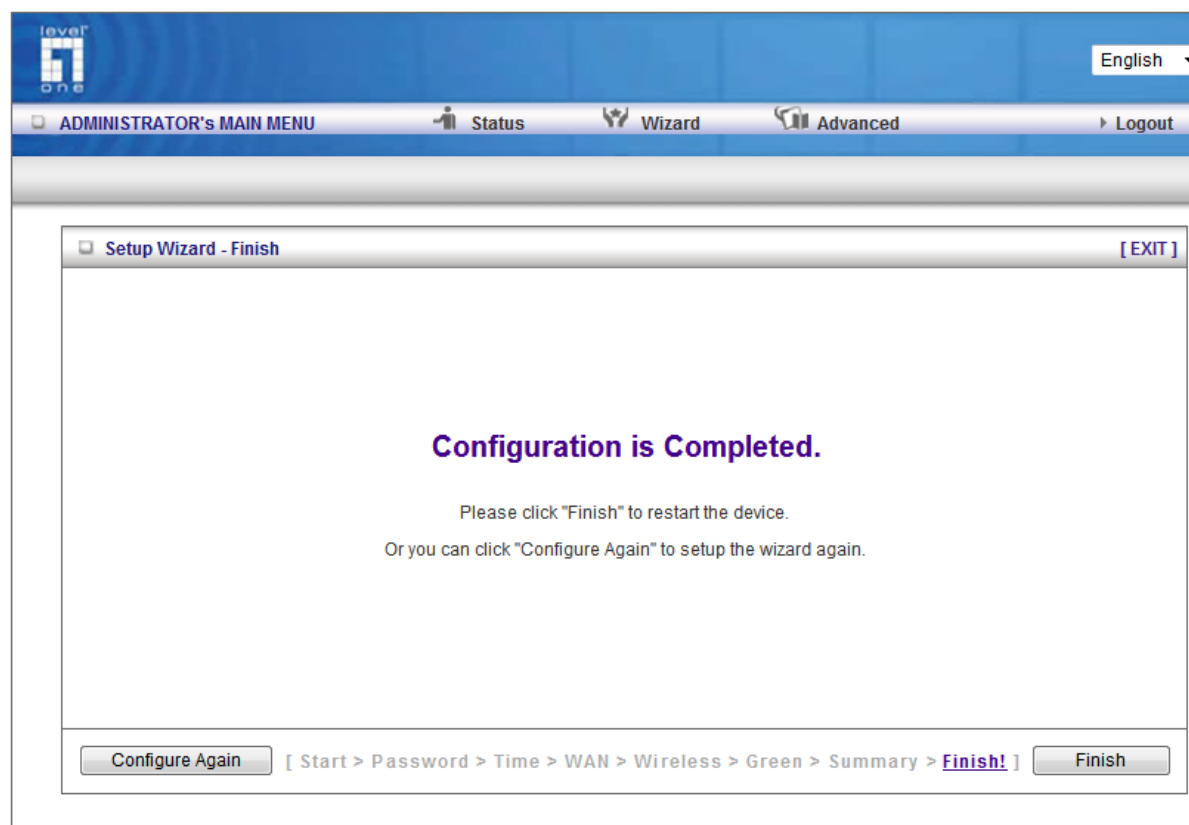 level
one
English
ADMINISTRATOR's MAIN MENU Status Wizard Advanced Logout
Setup Wizard - Finish [ EXIT ]
Configuration is Completed.
Please click "Finish" to restart the device.
Or you can click "Configure Again" to setup the wizard again.
Configure Again [ Start > Password > Time > WAN > Wireless > Green > Summary > Finish! ] Finish